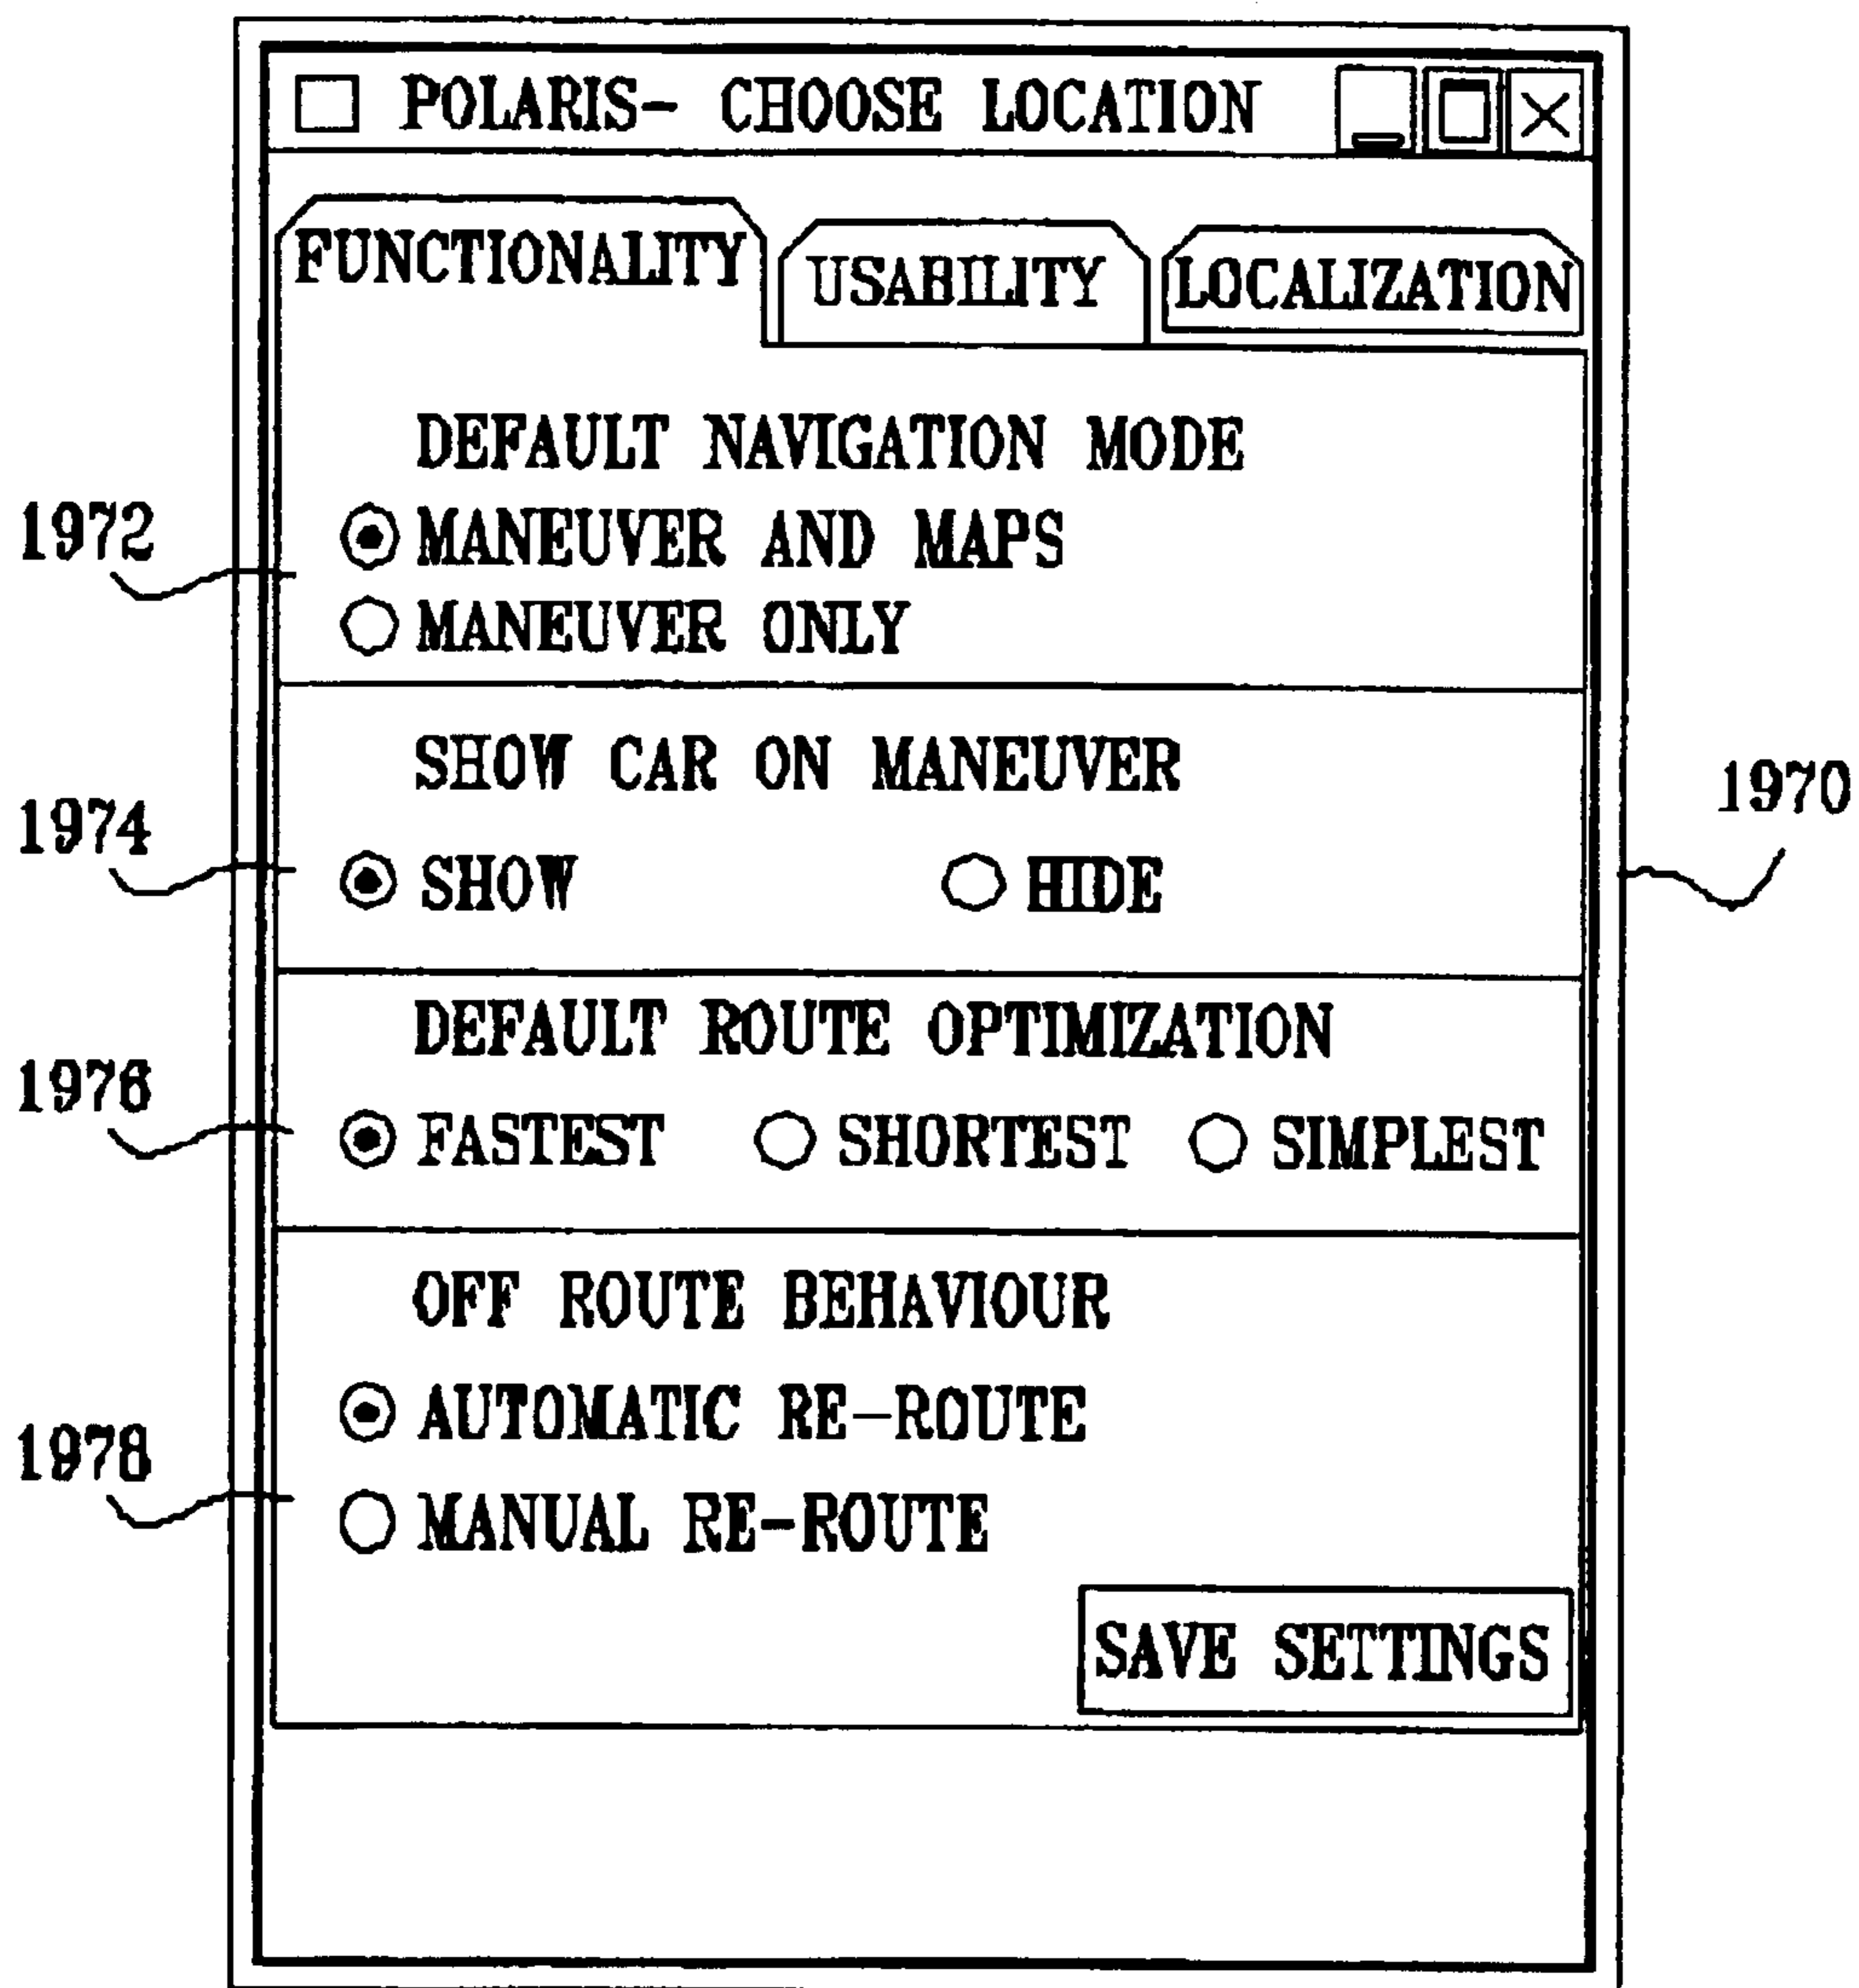 POLARIS- CHOOSE LOCATION
FUNCTIONALITY
USABILITY
LOCALIZATION
DEFAULT NAVIGATION MODE
1972
MANEUVER AND MAPS
MANEUVER ONLY
SHOW CAR ON MANEUVER
1970
1974
SHOW HIDE
DEFAULT ROUTE OPTIMIZATION
1976
FASTEST SHORTEST SIMPLEST
OFF ROUTE BEHAVIOUR
AUTOMATIC RE-ROUTE
1978
MANUAL RE-ROUTE
SAVE SETTINGS